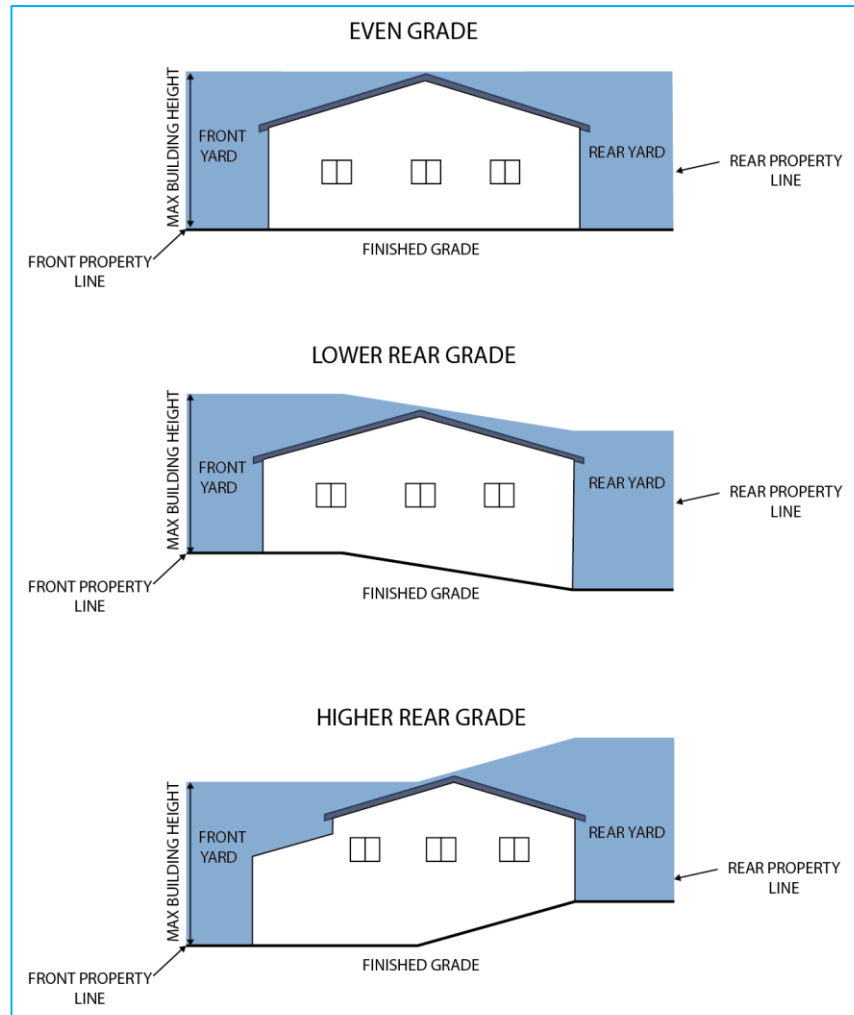 EVEN GRADE
MAX BUILDING HEIGHT
FRONT
YARD
REAR YARD
REAR PROPERTY
LINE
FINISHED GRADE
FRONT PROPERTY
LINE
LOWER REAR GRADE
MAX BUILDING HEIGHT
FRONT
YARD
REAR YARD
REAR PROPERTY
LINE
FINISHED GRADE
FRONT PROPERTY
LINE
HIGHER REAR GRADE
MAX BUILDING HEIGHT
FRONT
YARD
REAR YARD
REAR PROPERTY
LINE
FINISHED GRADE
FRONT PROPERTY
LINE